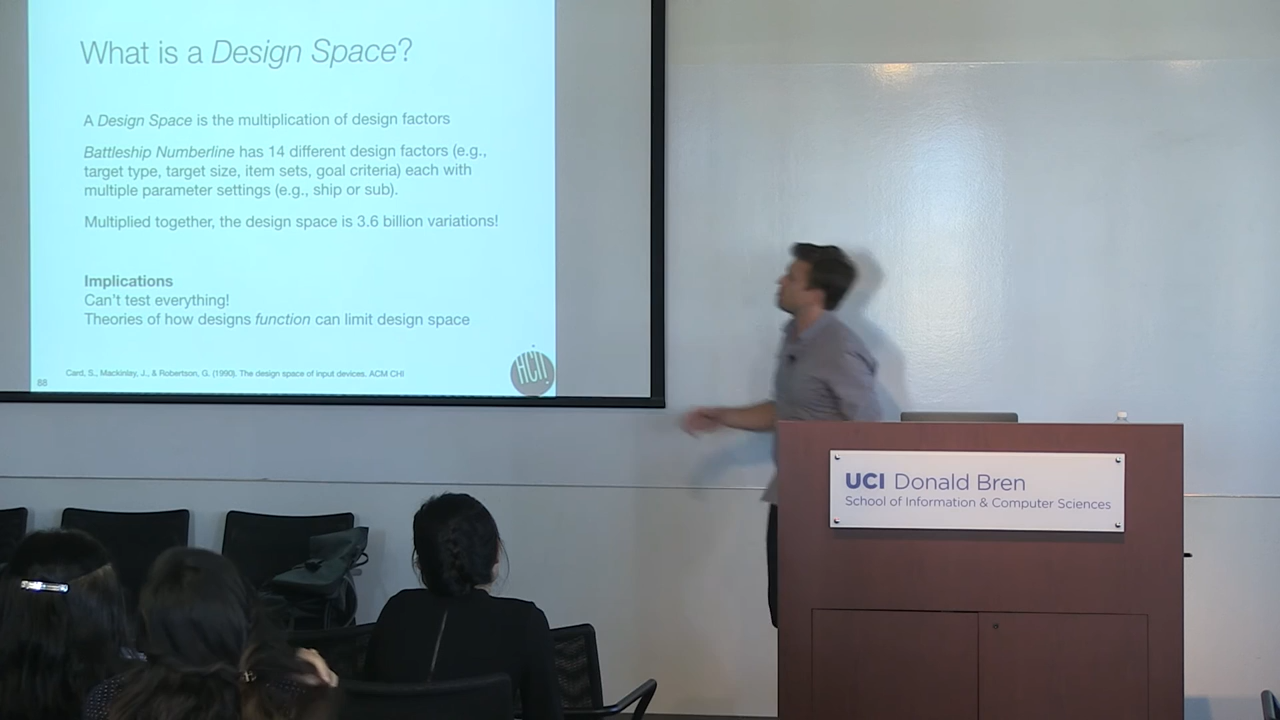 What is a Design Space?
A Design Space is the multiplication of design factors
Battleship Numberline has 14 different design factors (e.g.,
target type, target size, item sets, goal criteria) each with
multiple parameter settings (e.g., ship or sub).
Multiplied together, the design space is 3.6 billion variations!
Implications
Can't test everything!
Theories of how designs function can limit design space
Card, S., Mackinlay, J., & Robertson, G. (1990). The design space of input devices. ACM CHI
88
HCII
UCI Donald Bren
School of Information & Computer Sciences